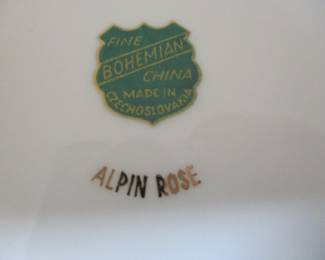 FINE
BOHEMIAN
CHINA
MADE IN
CZECHOSLOVAKIA
ALPIN ROSE